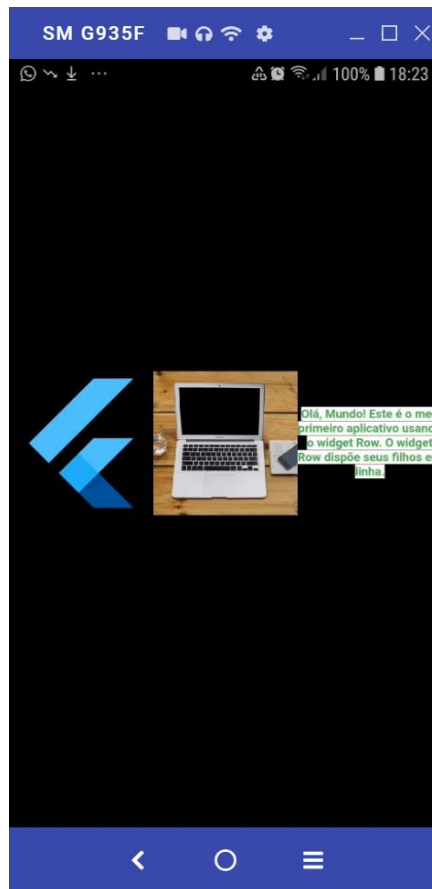 SM G935F
100% 18:23
Olá, Mundo! Este é o me
primeiro aplicativo usand
o widget Row. O widget
Row dispõe seus filhos e
linha.